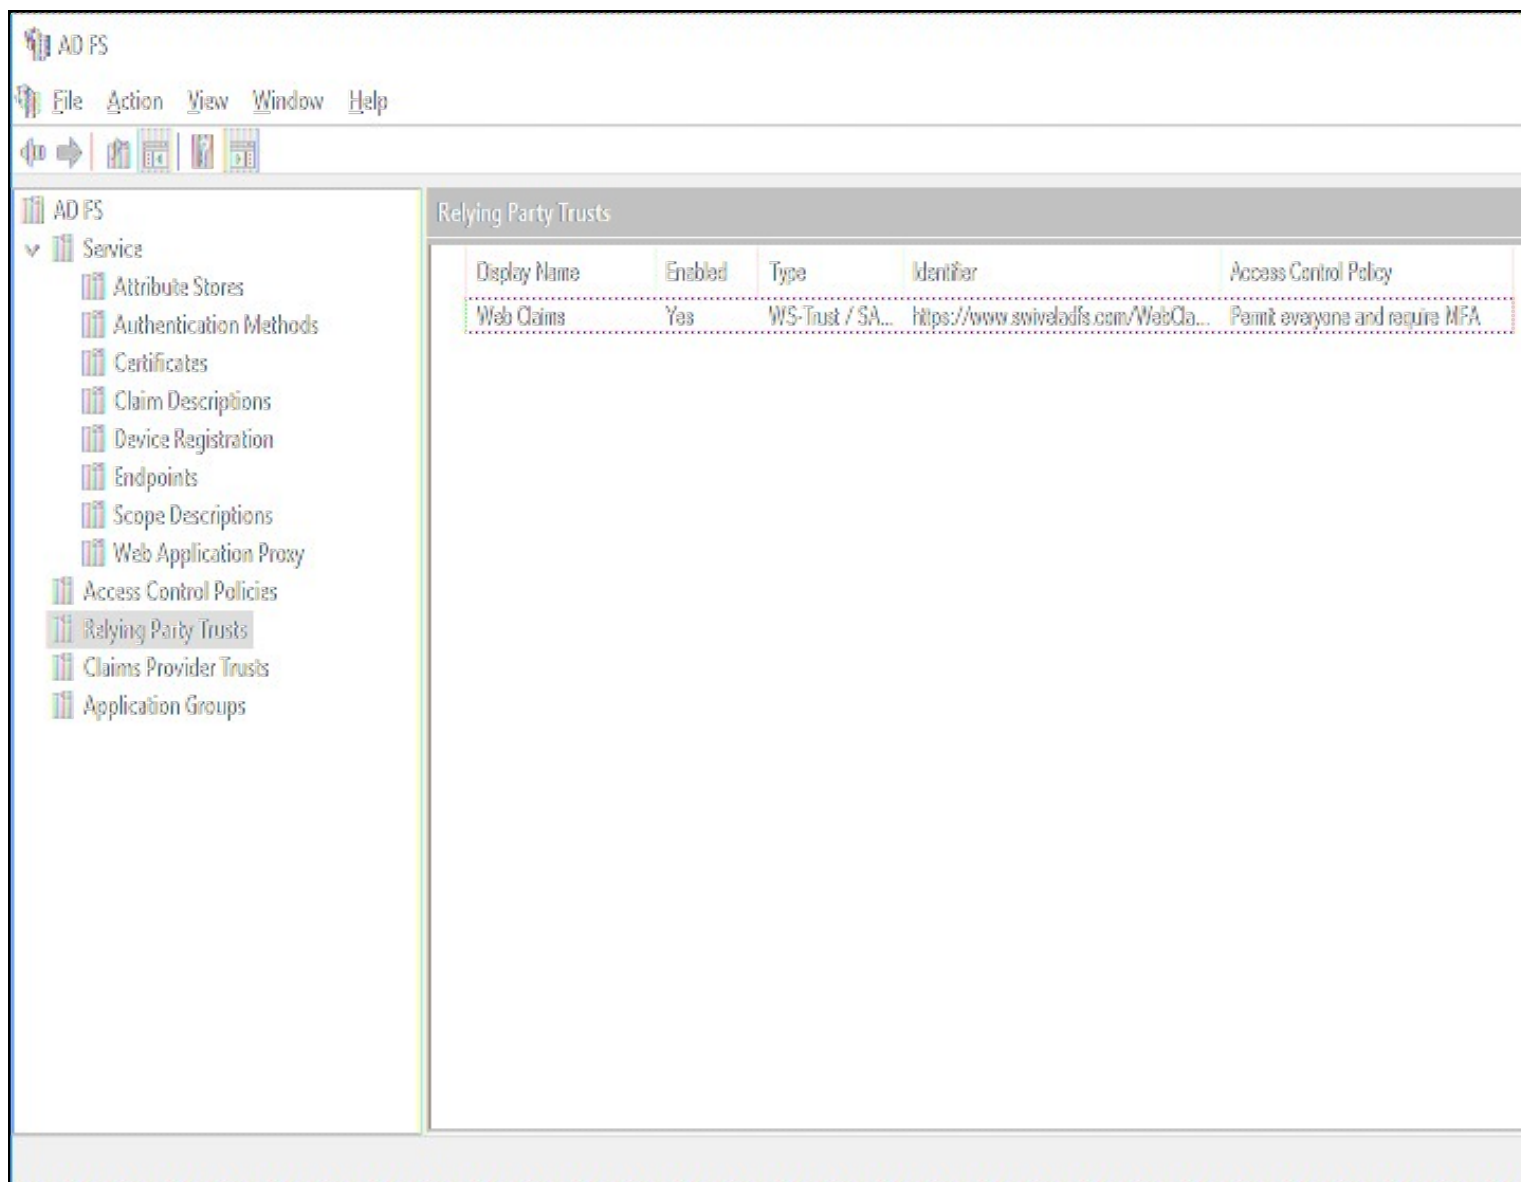 AD FS
File Action View Window Help
AD FS
Service
Attribute Stores
Authentication Methods
Certificates
Claim Descriptions
Device Registration
Endpoints
Scope Descriptions
Web Application Proxy
Access Control Policies
Relying Party Trusts
Claims Provider Trusts
Application Groups
Relying Party Trusts
Display Name Enabled Type Identifier Access Control Policy
Web Claims Yes WS-Trust / SA... https://www.swiveladfs.com/WebCla... Permit everyone and require MFA